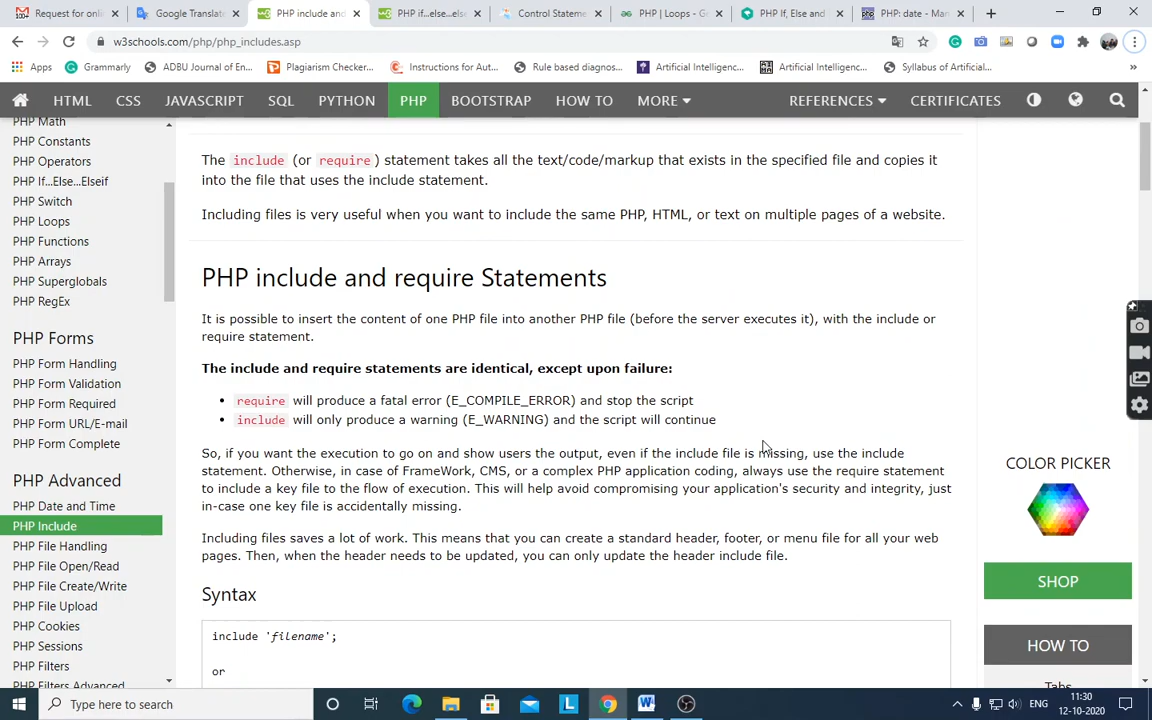 Request for onli
Google Translat
PHP include and
PHP if...else...else
Control Stateme
PHP | Loops - Ge
PHP If, Else and
PHP: date - Man
w3schools.com/php/php_includes.asp
Apps
Grammarly
ADBU Journal of En...
Plagiarism Checker...
Instructions for Aut...
Rule based diagnos...
Artificial Intelligenc...
Artificial Intelligenc...
Syllabus of Artificial...
HTML CSS JAVASCRIPT SQL PYTHON PHP BOOTSTRAP HOW TO MORE REFERENCES CERTIFICATES
PHP Math
PHP Constants
PHP Operators
PHP If...Else...Elseif
PHP Switch
PHP Loops
PHP Functions
PHP Arrays
PHP Superglobals
PHP RegEx
PHP Forms
PHP Form Handling
PHP Form Validation
PHP Form Required
PHP Form URL/E-mail
PHP Form Complete
PHP Advanced
PHP Date and Time
PHP Include
PHP File Handling
PHP File Open/Read
PHP File Create/Write
PHP File Upload
PHP Cookies
PHP Sessions
PHP Filters
PHP Filters Advanced
The include (or require) statement takes all the text/code/markup that exists in the specified file and copies it
into the file that uses the include statement.
Including files is very useful when you want to include the same PHP, HTML, or text on multiple pages of a website.
PHP include and require Statements
It is possible to insert the content of one PHP file into another PHP file (before the server executes it), with the include or
require statement.
The include and require statements are identical, except upon failure:
• require will produce a fatal error (E_COMPILE_ERROR) and stop the script
• include will only produce a warning (E_WARNING) and the script will continue
So, if you want the execution to go on and show users the output, even if the include file is missing, use the include
statement. Otherwise, in case of FrameWork, CMS, or a complex PHP application coding, always use the require statement
to include a key file to the flow of execution. This will help avoid compromising your application's security and integrity, just
in-case one key file is accidentally missing.
Including files saves a lot of work. This means that you can create a standard header, footer, or menu file for all your web
pages. Then, when the header needs to be updated, you can only update the header include file.
Syntax
include 'filename';
or
COLOR PICKER
SHOP
HOW TO
Tabs
Type here to search
ENG
11:30
12-10-2020